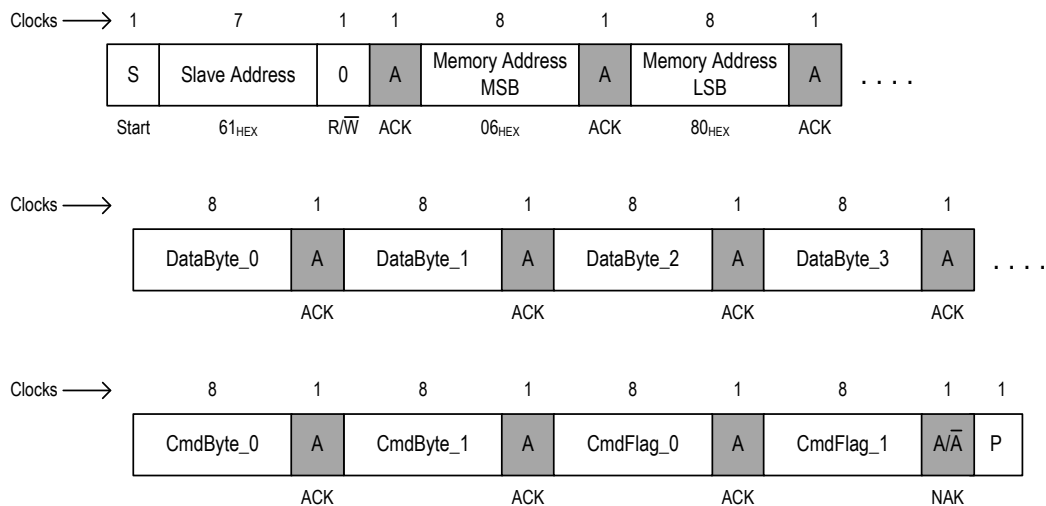 Clocks 1 7 1 1 8 1 8 1
S Slave Address 0 A Memory Address MSB A Memory Address LSB A . . . .
Start 61HEX R/W̅ ACK 06HEX ACK 80HEX ACK
Clocks 8 1 8 1 8 1 8 1
DataByte_0 A DataByte_1 A DataByte_2 A DataByte_3 A . . . .
ACK ACK ACK ACK
Clocks 8 1 8 1 8 1 8 1 1
CmdByte_0 A CmdByte_1 A CmdFlag_0 A CmdFlag_1 A/A̅ P
ACK ACK ACK NAK